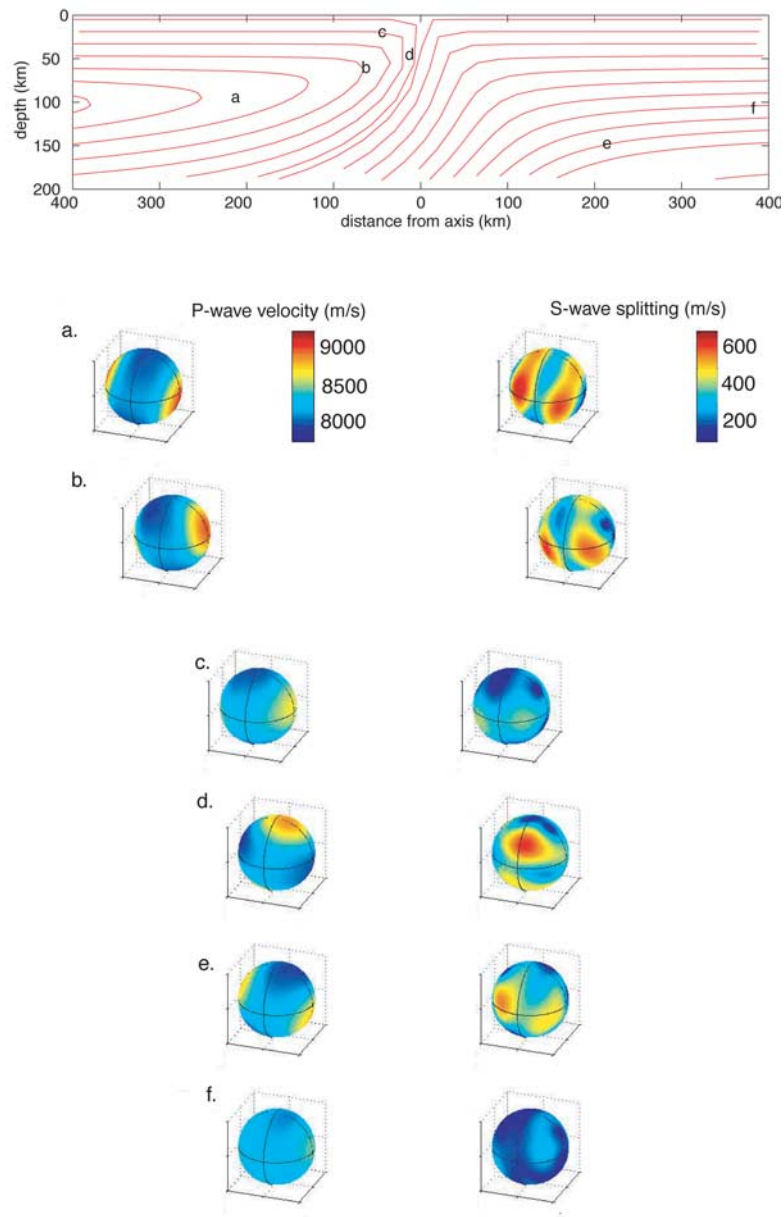 0
50
100
150
200
depth (km)
a
b
c
d
e
f
400 300 200 100 0 100 200 300 400
distance from axis (km)
P-wave velocity (m/s)
S-wave splitting (m/s)
a.
9000
8500
8000
600
400
200
b.
c.
d.
e.
f.